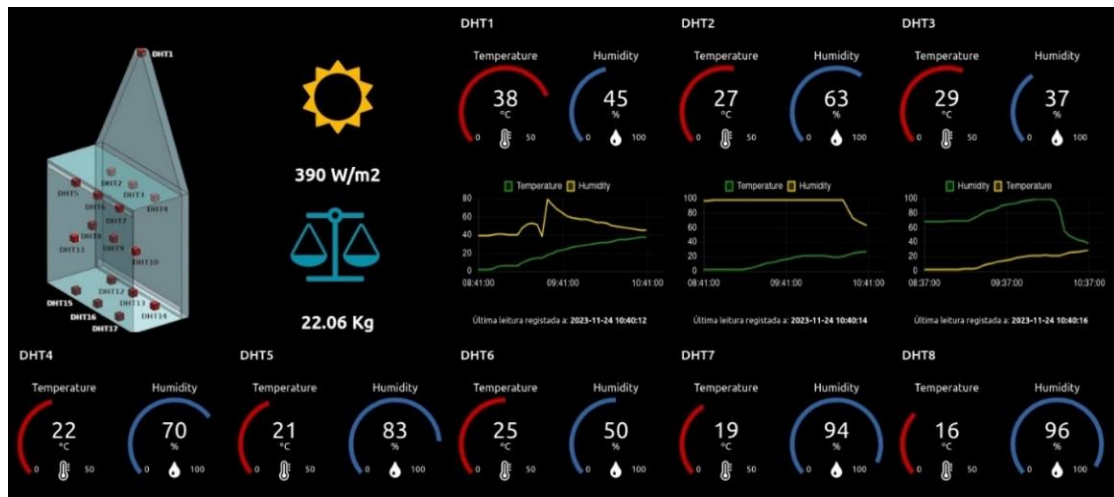 DHT1
DHT2
DHT3
DHT4
DHT5
DHT6
DHT7
DHT8
DHT9
DHT10
DHT11
DHT12
DHT13
DHT14
DHT15
DHT16
DHT17
390 W/m2
22.06 Kg
DHT1
Temperature
38
°C
0
50
Humidity
45
%
0
100
Temperature
Humidity
80
60
40
20
0
08:41:00
09:41:00
10:41:00
Última leitura registada a: 2023-11-24 10:40:12
DHT2
Temperature
27
°C
0
50
Humidity
63
%
0
100
Temperature
Humidity
100
80
60
40
20
0
08:41:00
09:41:00
10:41:00
Última leitura registada a: 2023-11-24 10:40:14
DHT3
Temperature
29
°C
0
50
Humidity
37
%
0
100
Humidity
Temperature
100
80
60
40
20
0
08:37:00
09:37:00
10:37:00
Última leitura registada a: 2023-11-24 10:40:16
DHT4
Temperature
22
°C
0
50
Humidity
70
%
0
100
DHT5
Temperature
21
°C
0
50
Humidity
83
%
0
100
DHT6
Temperature
25
°C
0
50
Humidity
50
%
0
100
DHT7
Temperature
19
°C
0
50
Humidity
94
%
0
100
DHT8
Temperature
16
°C
0
50
Humidity
96
%
0
100